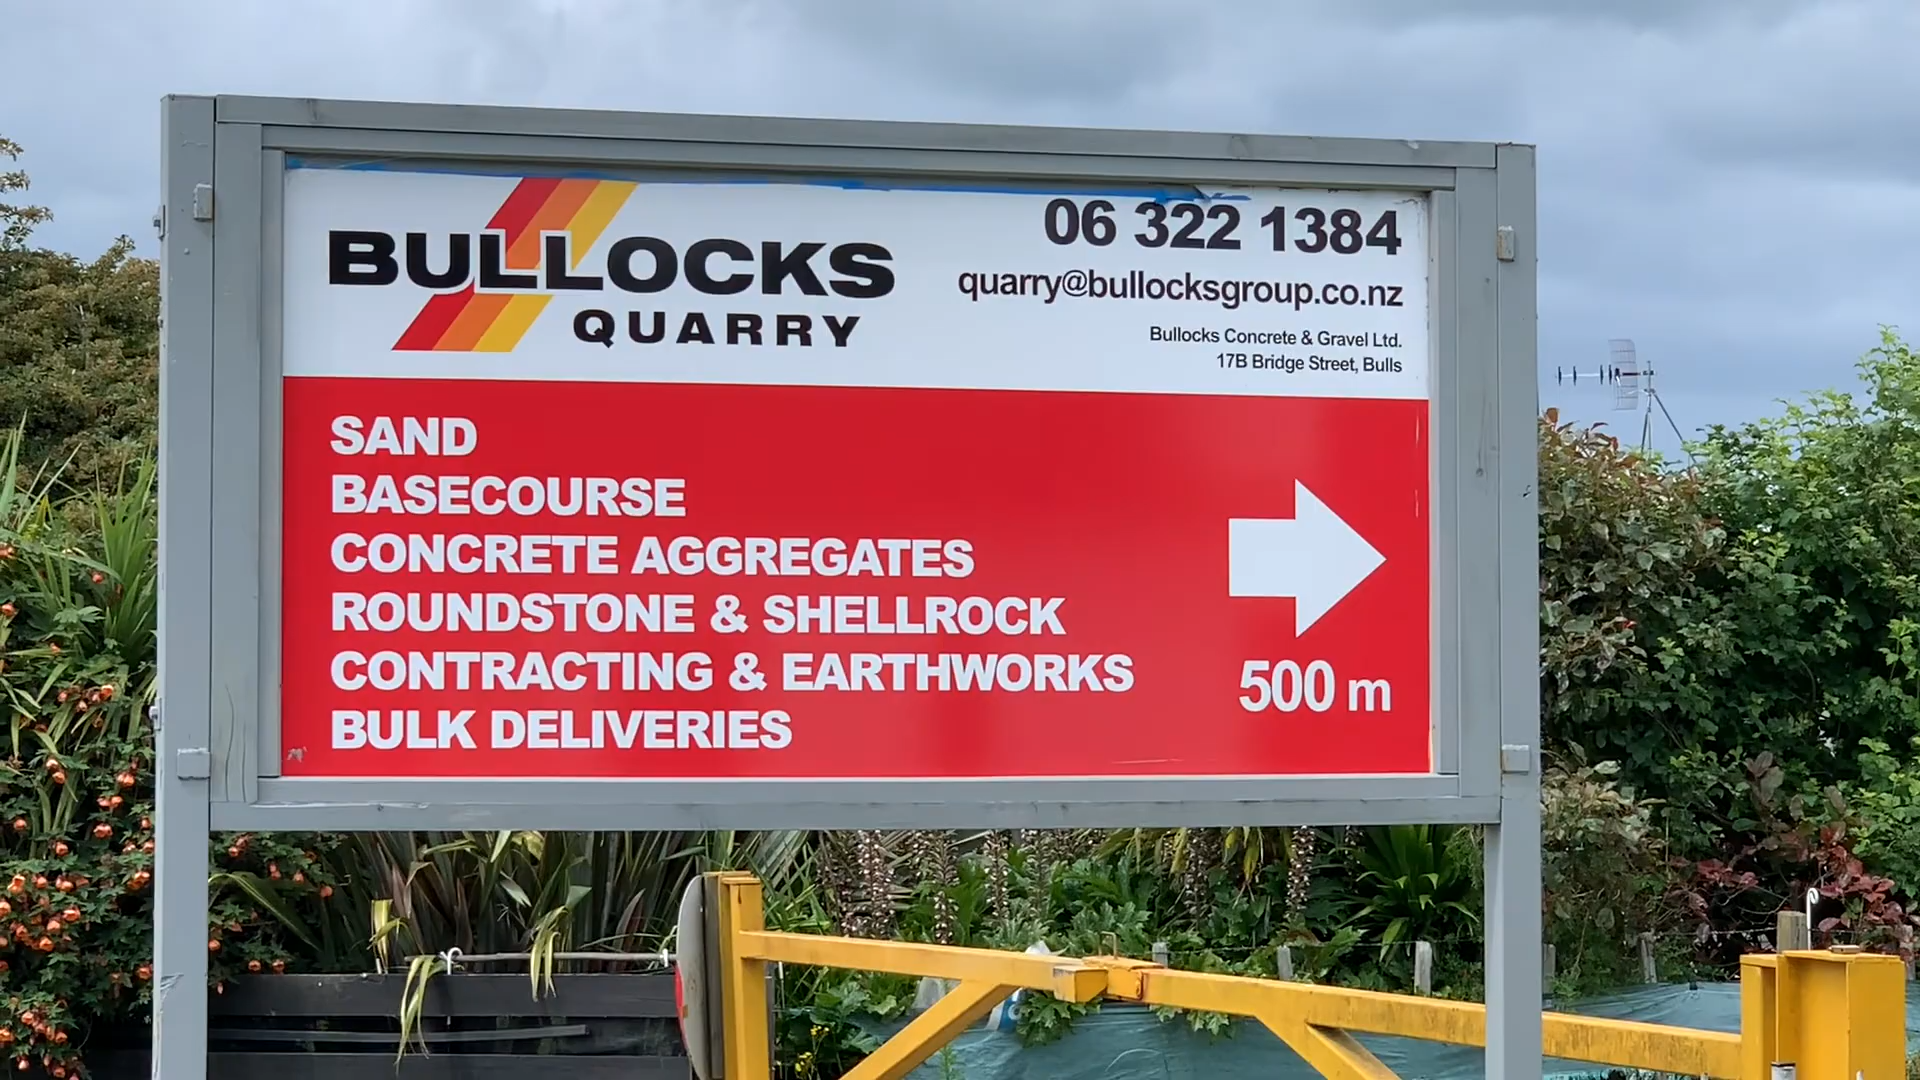 BULLOCKS
QUARRY
06 322 1384
quarry@bullocksgroup.co.nz
Bullocks Concrete & Gravel Ltd.
17B Bridge Street, Bulls
SAND
BASECOURSE
CONCRETE AGGREGATES
ROUNDSTONE & SHELLROCK
CONTRACTING & EARTHWORKS
BULK DELIVERIES
500 m